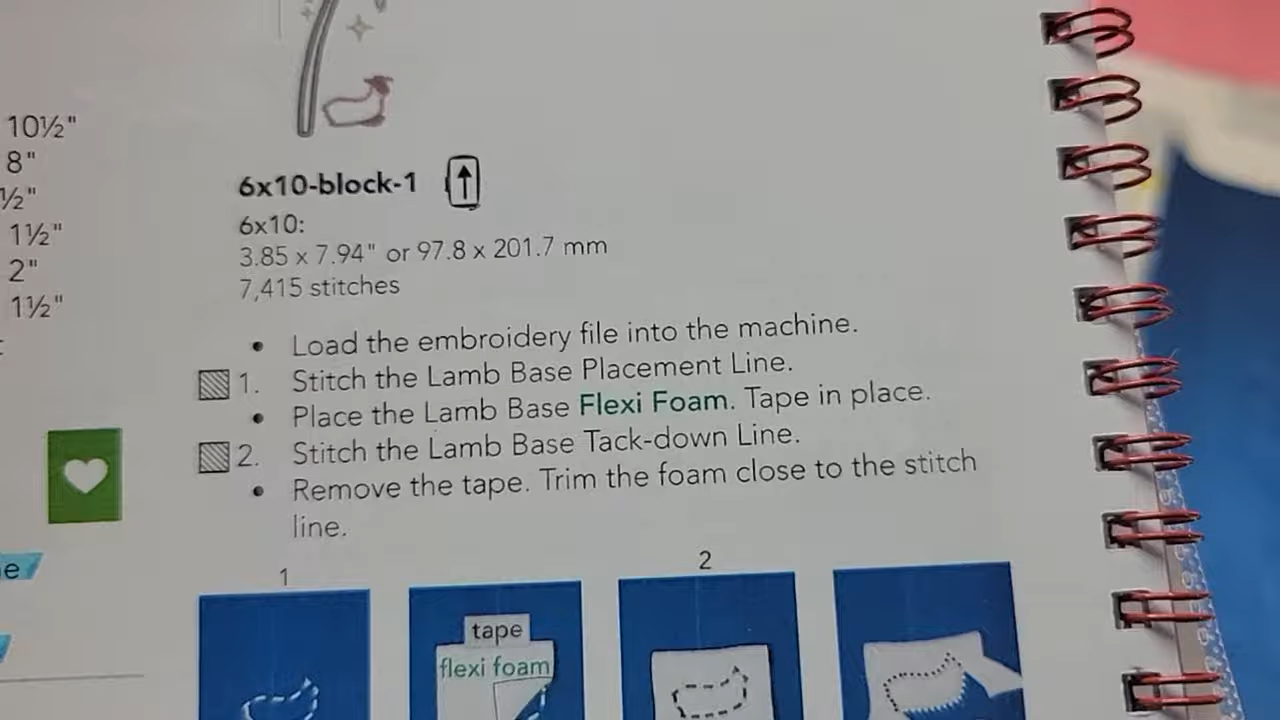 10½"
8"
½"
1½"
2"
1½"
6x10-block-1
6x10:
3.85 x 7.94" or 97.8 x 201.7 mm
7,415 stitches
• Load the embroidery file into the machine.
1. Stitch the Lamb Base Placement Line.
• Place the Lamb Base Flexi Foam. Tape in place.
2. Stitch the Lamb Base Tack-down Line.
• Remove the tape. Trim the foam close to the stitch
line.
e
1
2
tape
flexi foam